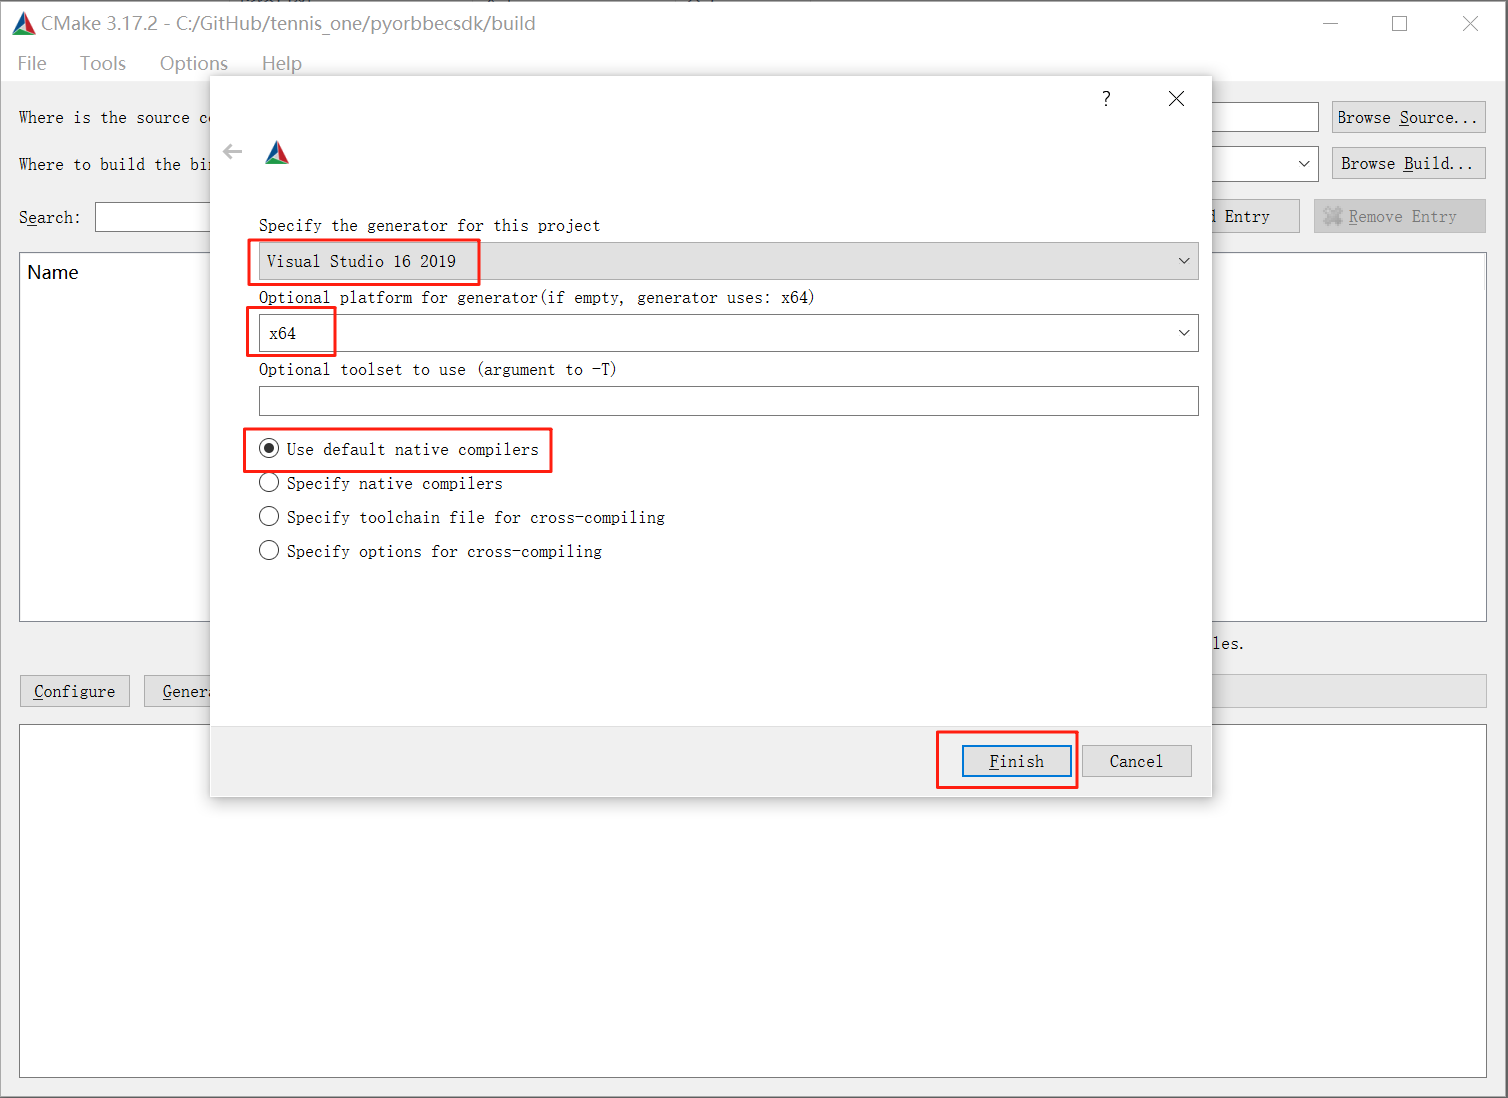 CMake 3.17.2 - C:/GitHub/tennis_one/pyorbbecsdk/build
File Tools Options Help
?
Where is the source
Browse Source...
Where to build the
Browse Build...
Search:
Entry
Remove Entry
Specify the generator for this project
Visual Studio 16 2019
Name
Optional platform for generator(if empty, generator uses: x64)
x64
Optional toolset to use (argument to -T)
Use default native compilers
Specify native compilers
Specify toolchain file for cross-compiling
Specify options for cross-compiling
les.
Configure
Genera
Finish
Cancel